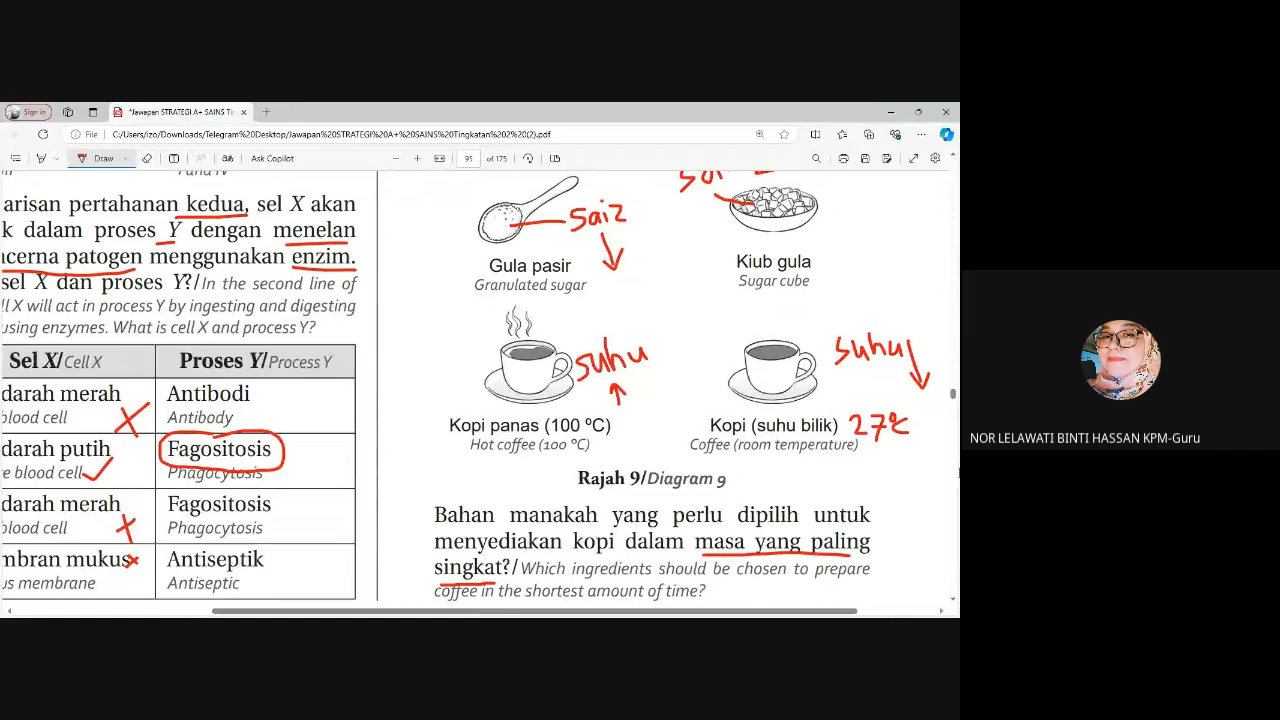 Sign in
*Jawapan STRATEGI A+ SAINS Tir
File
C:/Users/izo/Downloads/Telegram%20Desktop/Jawapan%20STRATEGI%20A+%20SAINS%20Tingkatan%202%20(2).pdf
Draw
Ask Copilot
95 of 175
arisan pertahanan kedua, sel X akan
k dalam proses Y dengan menelan
ncerna patogen menggunakan enzim.
sel X dan proses Y?/In the second line of
ll X will act in process Y by ingesting and digesting
using enzymes. What is cell X and process Y?
Sel X/Cell X
Proses Y/Process Y
darah merah
blood cell
Antibodi
Antibody
darah putih
e blood cell
Fagositosis
Phagocytosis
darah merah
blood cell
Fagositosis
Phagocytosis
mbran mukus
us membrane
Antiseptik
Antiseptic
saiz
Gula pasir
Granulated sugar
Kiub gula
Sugar cube
suhu
suhu
Kopi panas (100 ºC)
Hot coffee (100 ºC)
Kopi (suhu bilik) 27°C
Coffee (room temperature)
Rajah 9/Diagram 9
Bahan manakah yang perlu dipilih untuk
menyediakan kopi dalam masa yang paling
singkat?/Which ingredients should be chosen to prepare
coffee in the shortest amount of time?
NOR LELAWATI BINTI HASSAN KPM-Guru